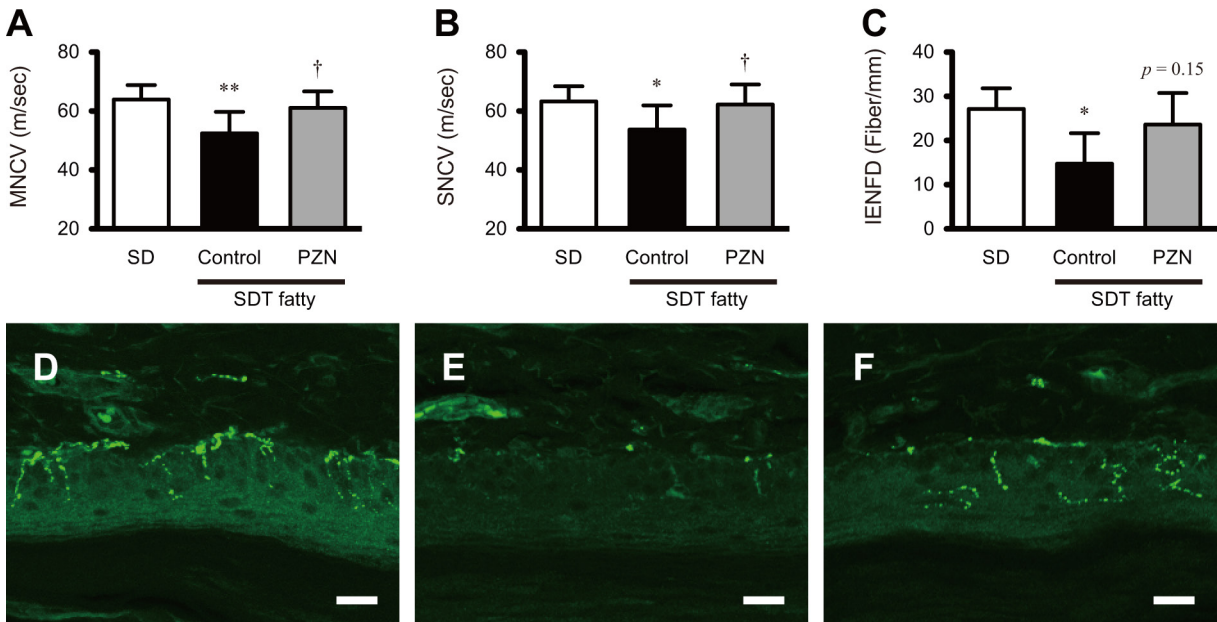 A
MNCV (m/sec)
80
60
40
20
**
†
SD
Control
PZN
SDT fatty
B
SNCV (m/sec)
80
60
40
20
*
†
SD
Control
PZN
SDT fatty
C
IENFD (Fiber/mm)
40
30
20
10
0
*
p = 0.15
SD
Control
PZN
SDT fatty
D
E
F